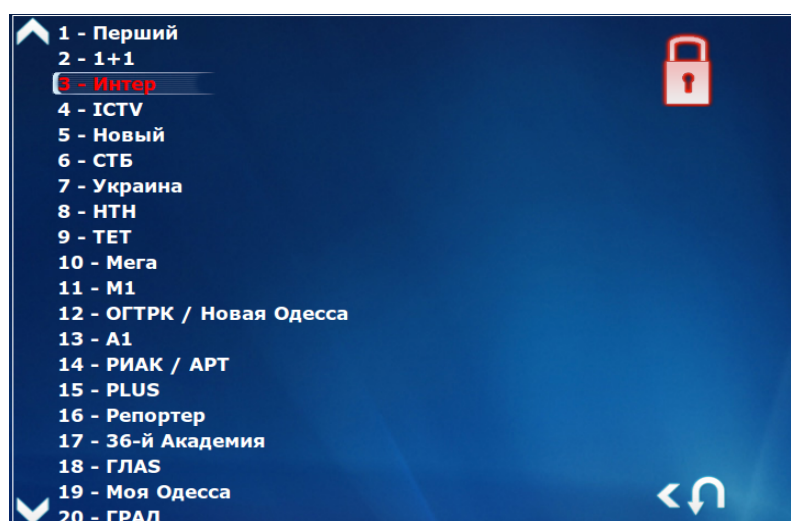 1 - Перший
2 - 1+1
3 - Интер
4 - ICTV
5 - Новый
6 - СТБ
7 - Украина
8 - НТН
9 - ТЕТ
10 - Мега
11 - М1
12 - ОГТРК / Новая Одесса
13 - А1
14 - РИАК / АРТ
15 - PLUS
16 - Репортер
17 - 36-й Академия
18 - ГЛАS
19 - Моя Одесса
20 - ГРАД